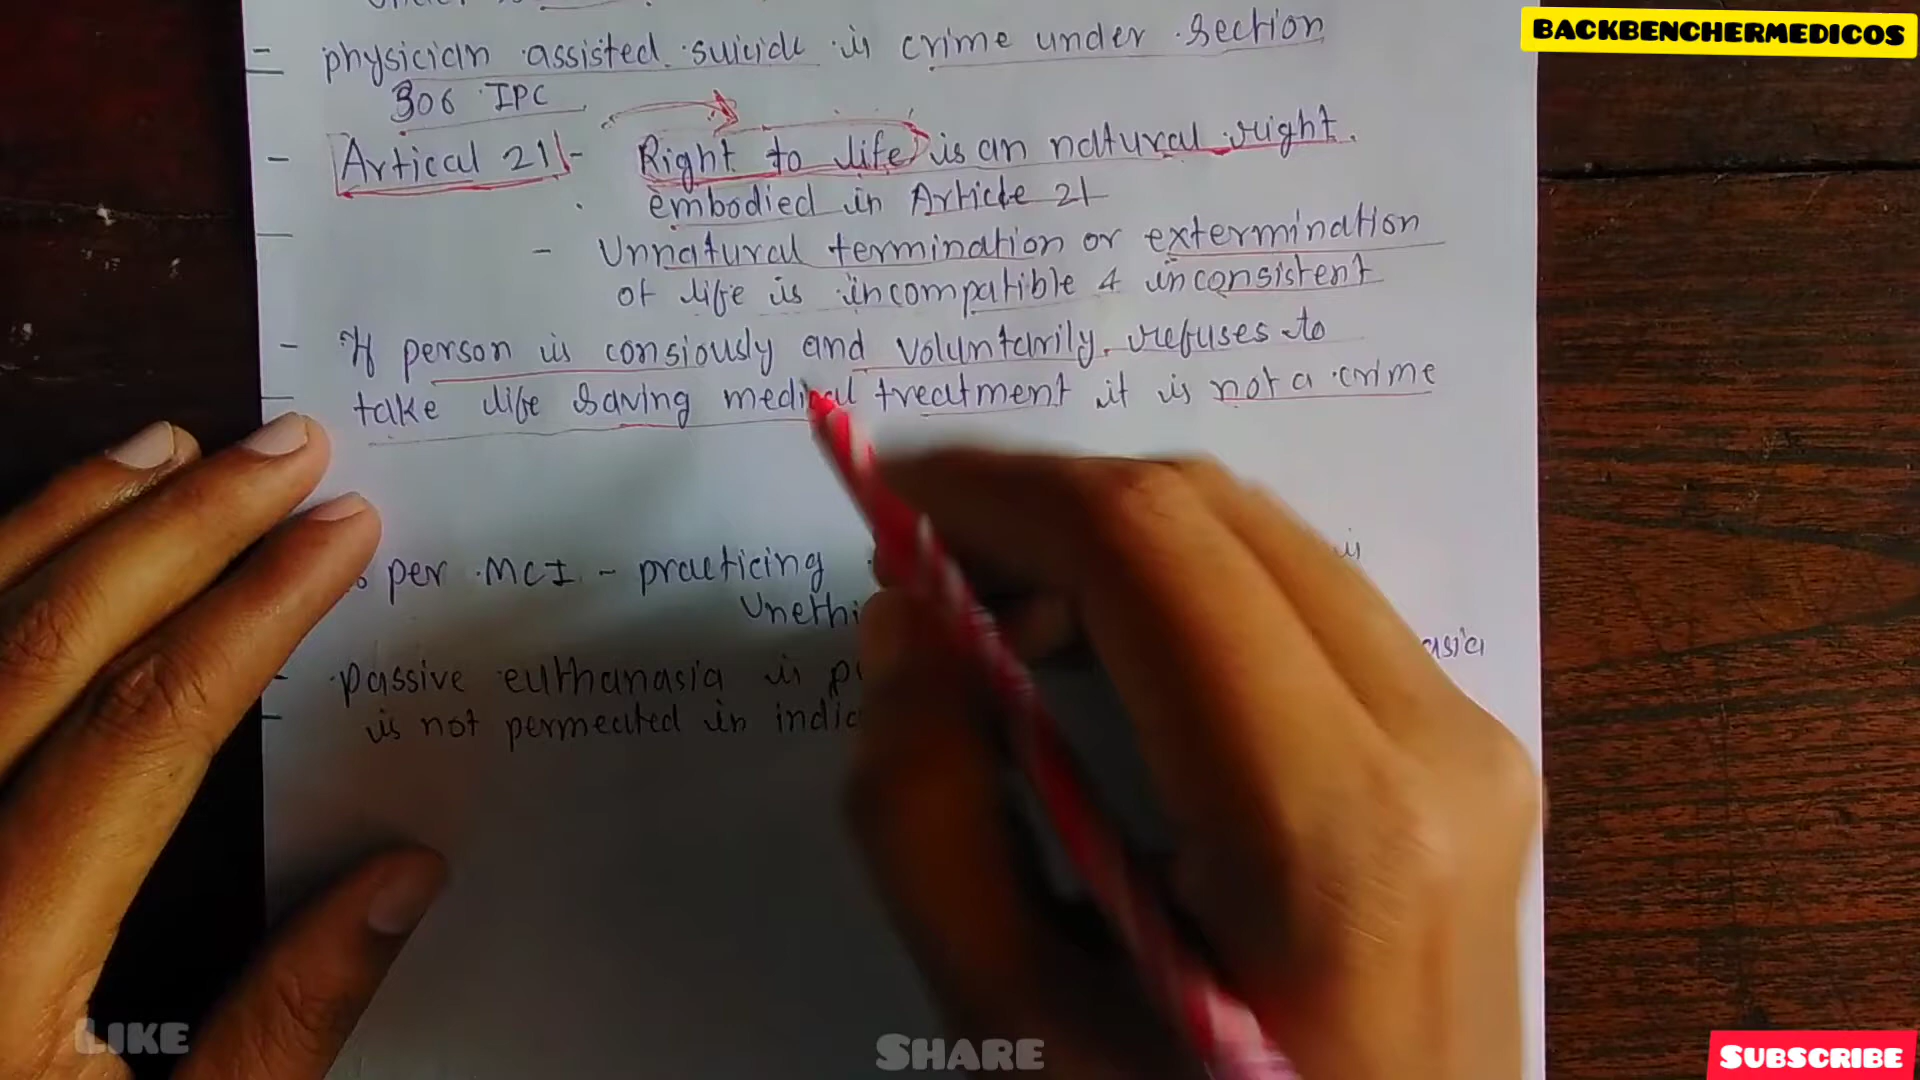 BACKBENCHERMEDICOS
physician assisted suicide is crime under section
306 IPC
- Artical 21 - Right to life is an natural right.
embodied in Article 21
- Unnatural termination or extermination
of life is incompatible & inconsistent
- If person is consiously and voluntarily refuses to
take life saving medical treatment it is not a crime
per MCI - practicing is
- passive euthanasia is
is not permeated in
LIKE
SHARE
SUBSCRIBE